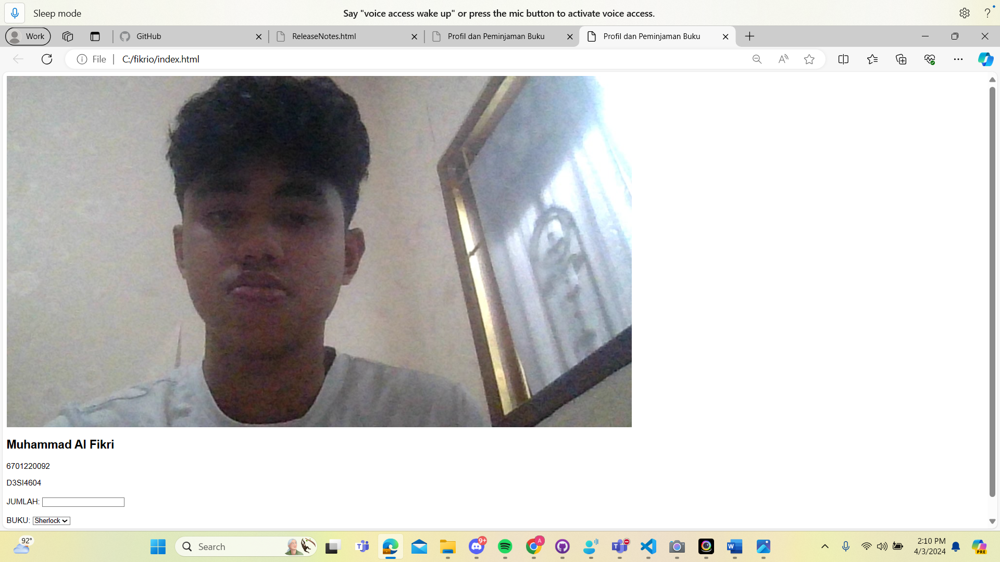 Sleep mode
Say "voice access wake up" or press the mic button to activate voice access.
Work
GitHub
ReleaseNotes.html
Profil dan Peminjaman Buku
Profil dan Peminjaman Buku
File
C:/fikrio/index.html
Muhammad Al Fikri
6701220092
D3SI4604
JUMLAH:
BUKU: Sherlock
92°
Search
9+
A
2:10 PM
4/3/2024
PRE